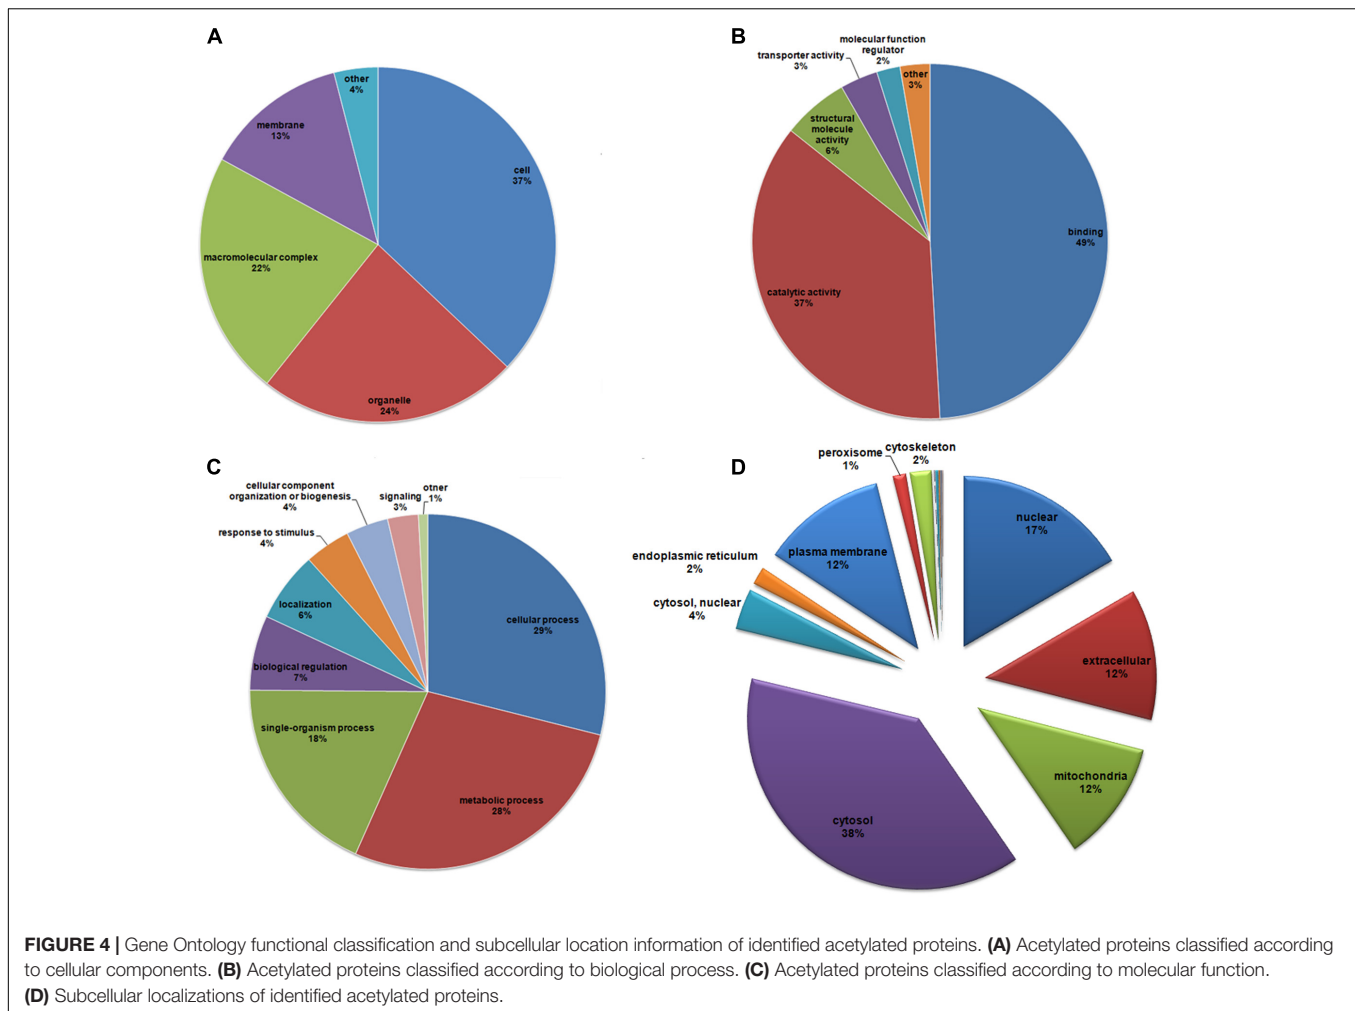 A
other
4%
membrane
13%
cell
37%
macromolecular complex
22%
organelle
24%
B
molecular function
regulator
2%
transporter activity
3%
other
3%
structural
molecule
activity
6%
binding
49%
catalytic activity
37%
C
cellular component
organization or biogenesis
4%
signaling
3%
other
1%
response to stimulus
4%
localization
6%
cellular process
29%
biological regulation
7%
single-organism process
18%
metabolic process
28%
D
peroxisome
1%
cytoskeleton
2%
nuclear
17%
plasma membrane
12%
endoplasmic reticulum
2%
cytosol, nuclear
4%
extracellular
12%
mitochondria
12%
cytosol
38%
FIGURE 4 | Gene Ontology functional classification and subcellular location information of identified acetylated proteins. (A) Acetylated proteins classified according
to cellular components. (B) Acetylated proteins classified according to biological process. (C) Acetylated proteins classified according to molecular function.
(D) Subcellular localizations of identified acetylated proteins.